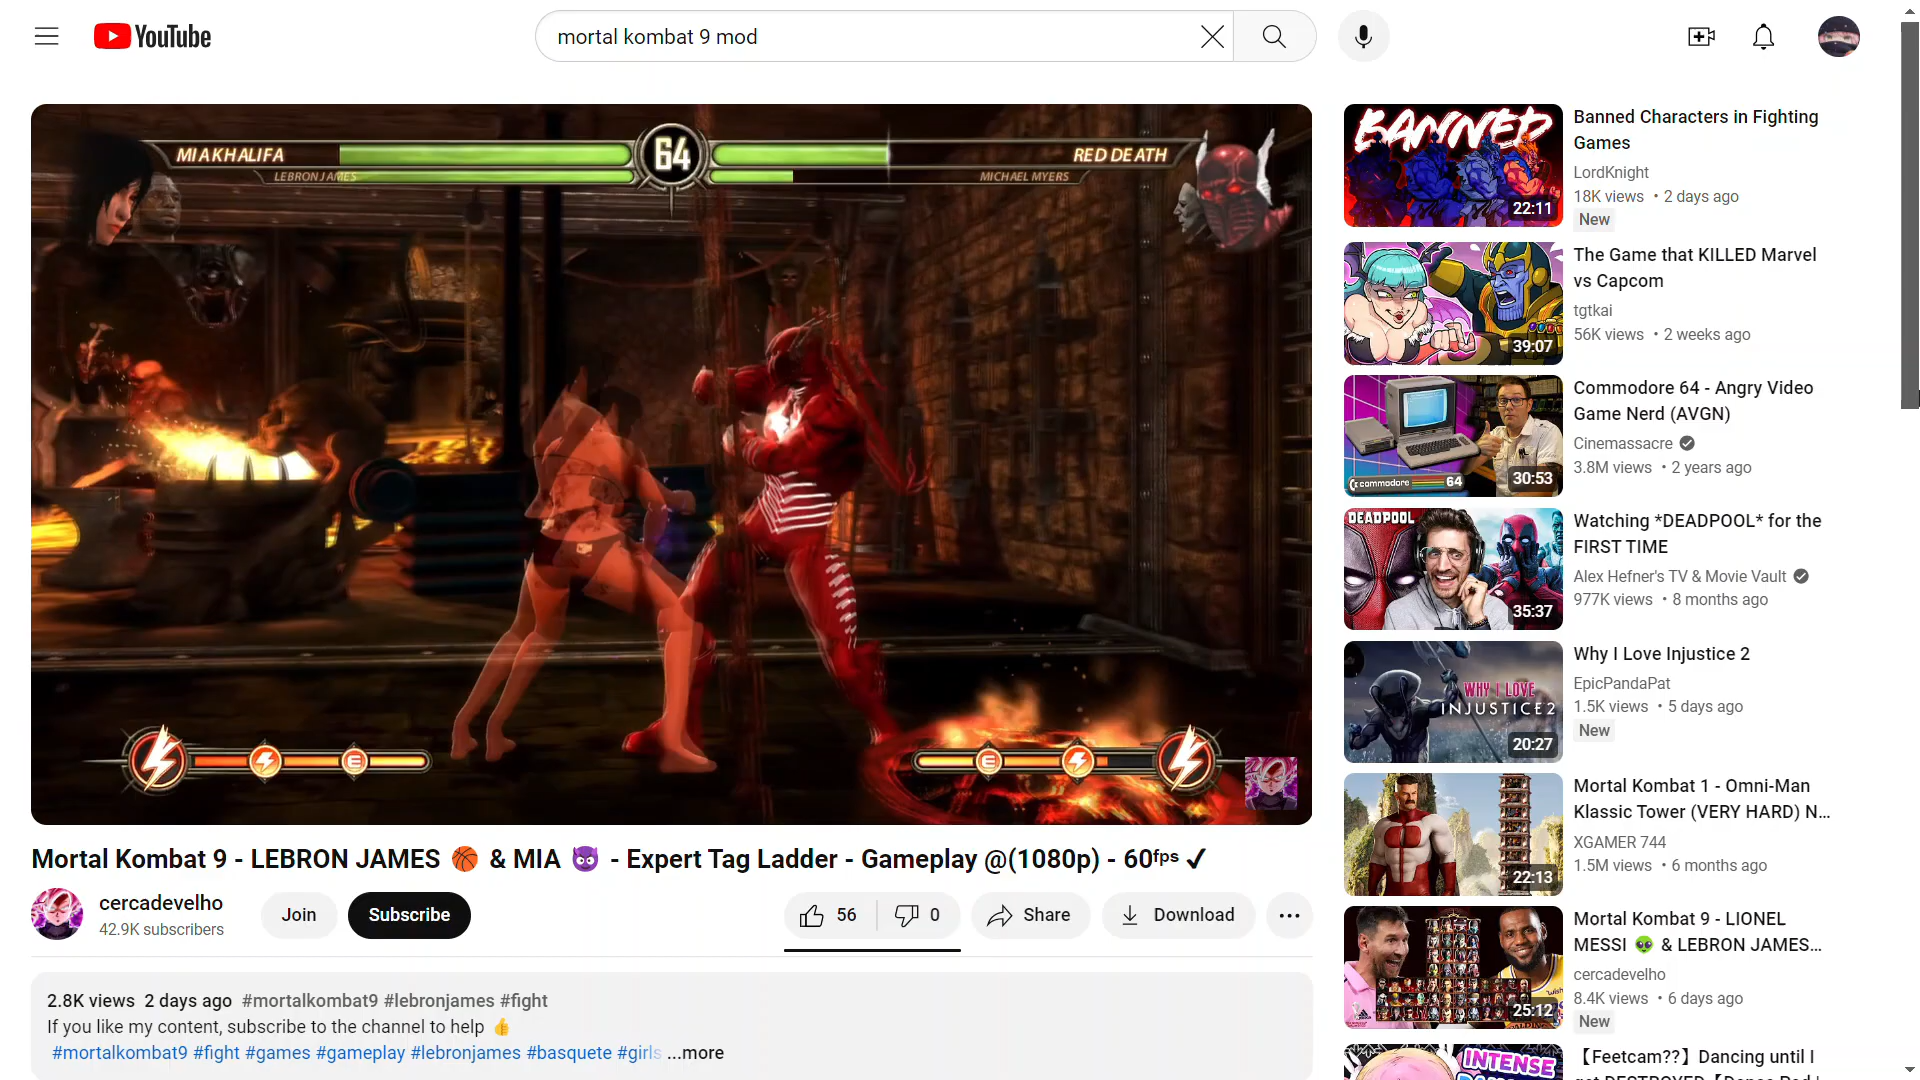 YouTube
mortal kombat 9 mod
MIAKHALIFA
64
RED DEATH
LEBRONJAMES
MICHAEL MYERS
E
E
Mortal Kombat 9 - LEBRON JAMES 🏀 & MIA 😈 - Expert Tag Ladder - Gameplay @(1080p) - 60ᶠᵖˢ ✔
cercadevelho
42.9K subscribers
Join
Subscribe
56
0
Share
Download
2.8K views 2 days ago #mortalkombat9 #lebronjames #fight
If you like my content, subscribe to the channel to help 👍
#mortalkombat9 #fight #games #gameplay #lebronjames #basquete #girls ...more
BANNED
22:11
Banned Characters in Fighting
Games
LordKnight
18K views • 2 days ago
New
39:07
The Game that KILLED Marvel
vs Capcom
tgtkai
56K views • 2 weeks ago
commodore 64
30:53
Commodore 64 - Angry Video
Game Nerd (AVGN)
Cinemassacre
3.8M views • 2 years ago
DEADPOOL
35:37
Watching *DEADPOOL* for the
FIRST TIME
Alex Hefner's TV & Movie Vault
977K views • 8 months ago
WHY I LOVE
INJUSTICE 2
20:27
Why I Love Injustice 2
EpicPandaPat
1.5K views • 5 days ago
New
22:13
Mortal Kombat 1 - Omni-Man
Klassic Tower (VERY HARD) N...
XGAMER 744
1.5M views • 6 months ago
25:12
Mortal Kombat 9 - LIONEL
MESSI 👽 & LEBRON JAMES...
cercadevelho
8.4K views • 6 days ago
New
INTENSE
【Feetcam??】Dancing until I